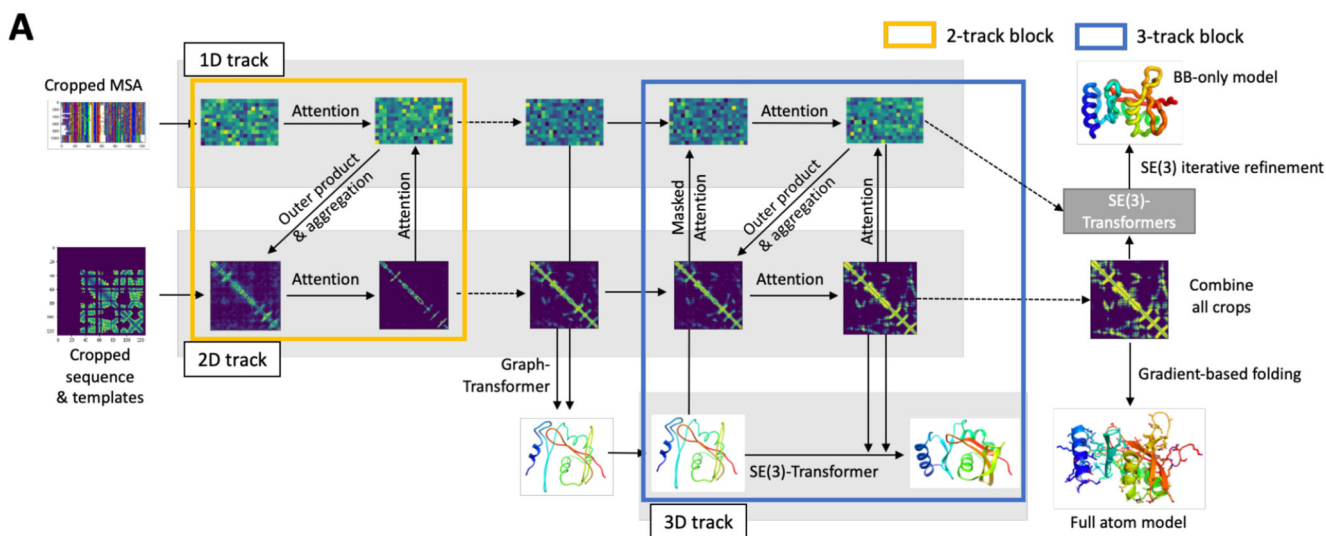 A
2-track block
3-track block
1D track
Cropped MSA
Attention
Attention
BB-only model
Outer product
& aggregation
Attention
Masked
Attention
Outer product
& aggregation
Attention
SE(3) iterative refinement
SE(3)-
Transformers
Attention
Attention
Combine
all crops
2D track
Cropped
sequence
& templates
Graph-
Transformer
Gradient-based folding
SE(3)-Transformer
3D track
Full atom model